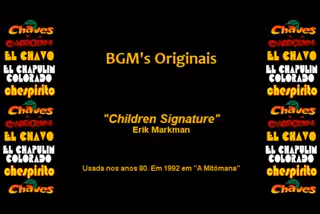 Chaves
EL CHAVO
EL CHAPULIN
COLORADO
chespirito
Chaves
EL CHAVO
EL CHAPULIN
COLORADO
chespirito
Chaves
BGM's Originais
"Children Signature"
Erik Markman
Usada nos anos 80. Em 1992 em "A Mitómana"
Chaves
EL CHAVO
EL CHAPULIN
COLORADO
chespirito
Chaves
EL CHAVO
EL CHAPULIN
COLORADO
chespirito
Chaves